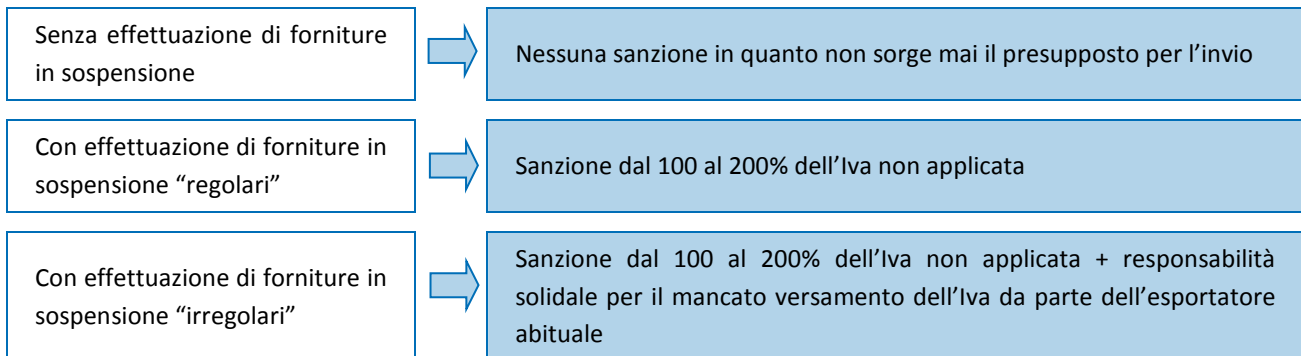 Senza effettuazione di forniture
in sospensione
Nessuna sanzione in quanto non sorge mai il presupposto per l’invio
Con effettuazione di forniture in
sospensione “regolari”
Sanzione dal 100 al 200% dell’Iva non applicata
Con effettuazione di forniture in
sospensione “irregolari”
Sanzione dal 100 al 200% dell’Iva non applicata + responsabilità
solidale per il mancato versamento dell’Iva da parte dell’esportatore
abituale